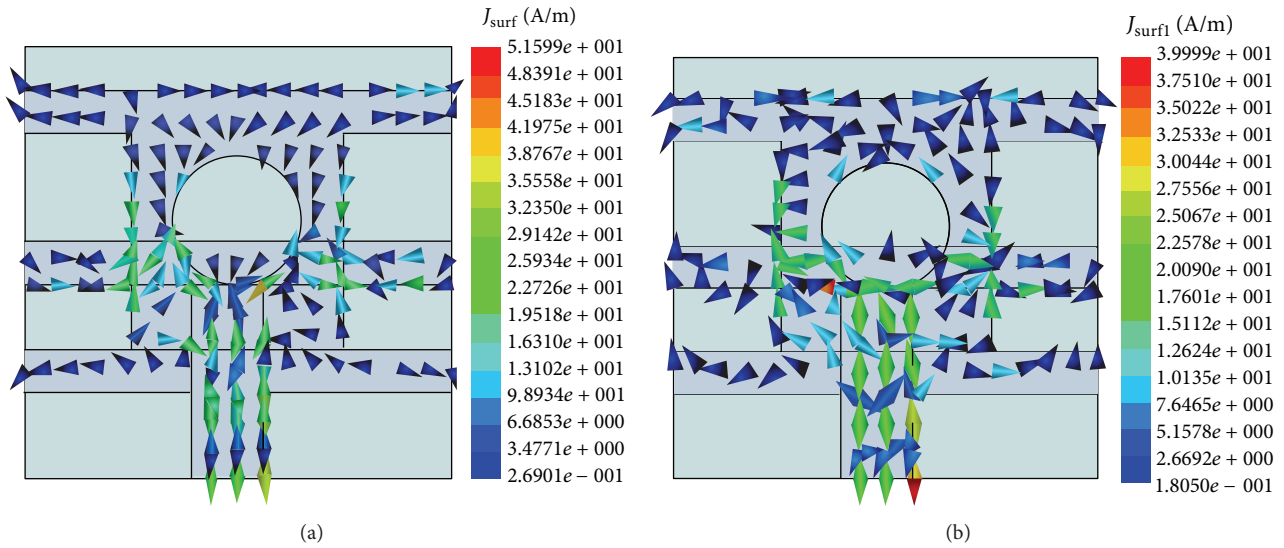 J_surf (A/m)
5.1599e + 001
4.8391e + 001
4.5183e + 001
4.1975e + 001
3.8767e + 001
3.5558e + 001
3.2350e + 001
2.9142e + 001
2.5934e + 001
2.2726e + 001
1.9518e + 001
1.6310e + 001
1.3102e + 001
9.8934e + 001
6.6853e + 000
3.4771e + 000
2.6901e − 001
(a)
J_surf1 (A/m)
3.9999e + 001
3.7510e + 001
3.5022e + 001
3.2533e + 001
3.0044e + 001
2.7556e + 001
2.5067e + 001
2.2578e + 001
2.0090e + 001
1.7601e + 001
1.5112e + 001
1.2624e + 001
1.0135e + 001
7.6465e + 000
5.1578e + 000
2.6692e + 000
1.8050e − 001
(b)